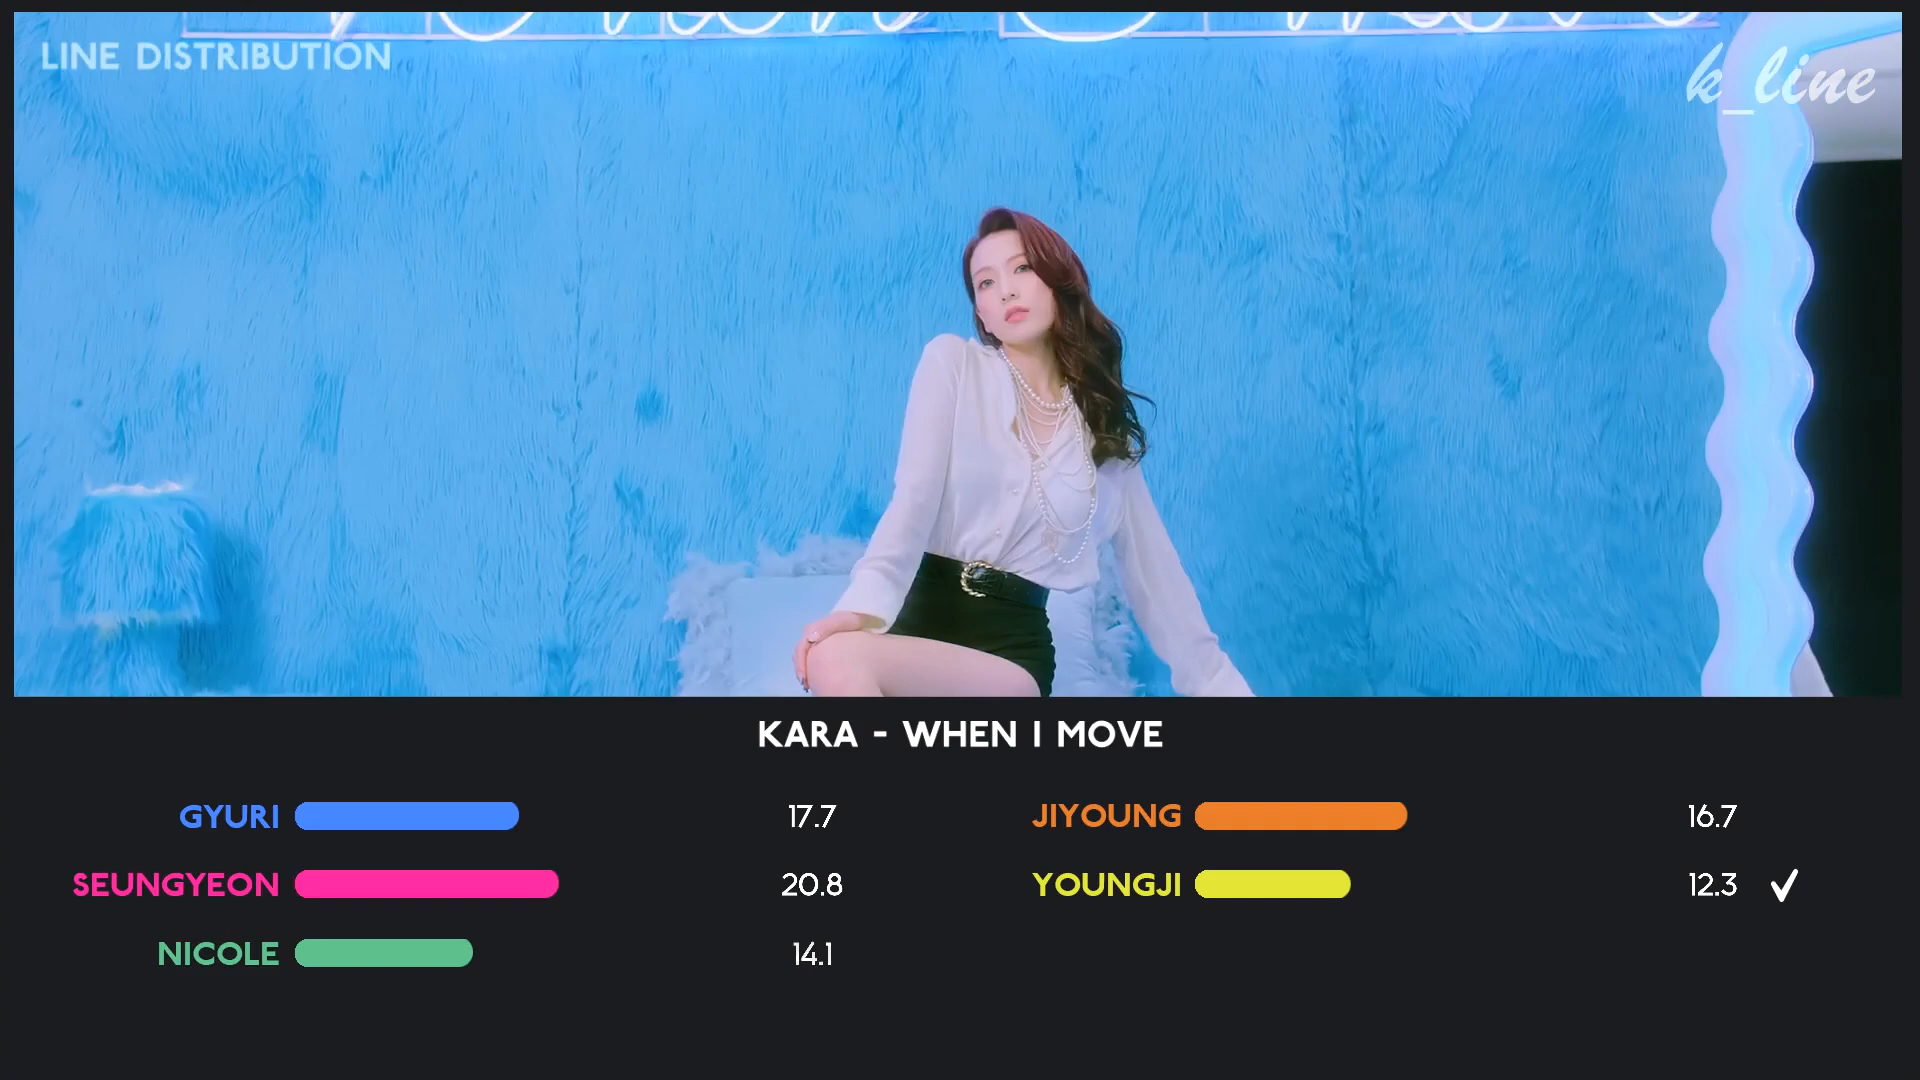 LINE DISTRIBUTION
k_line
KARA - WHEN I MOVE
GYURI 17.7
JIYOUNG 16.7
SEUNGYEON 20.8
YOUNGJI 12.3
NICOLE 14.1